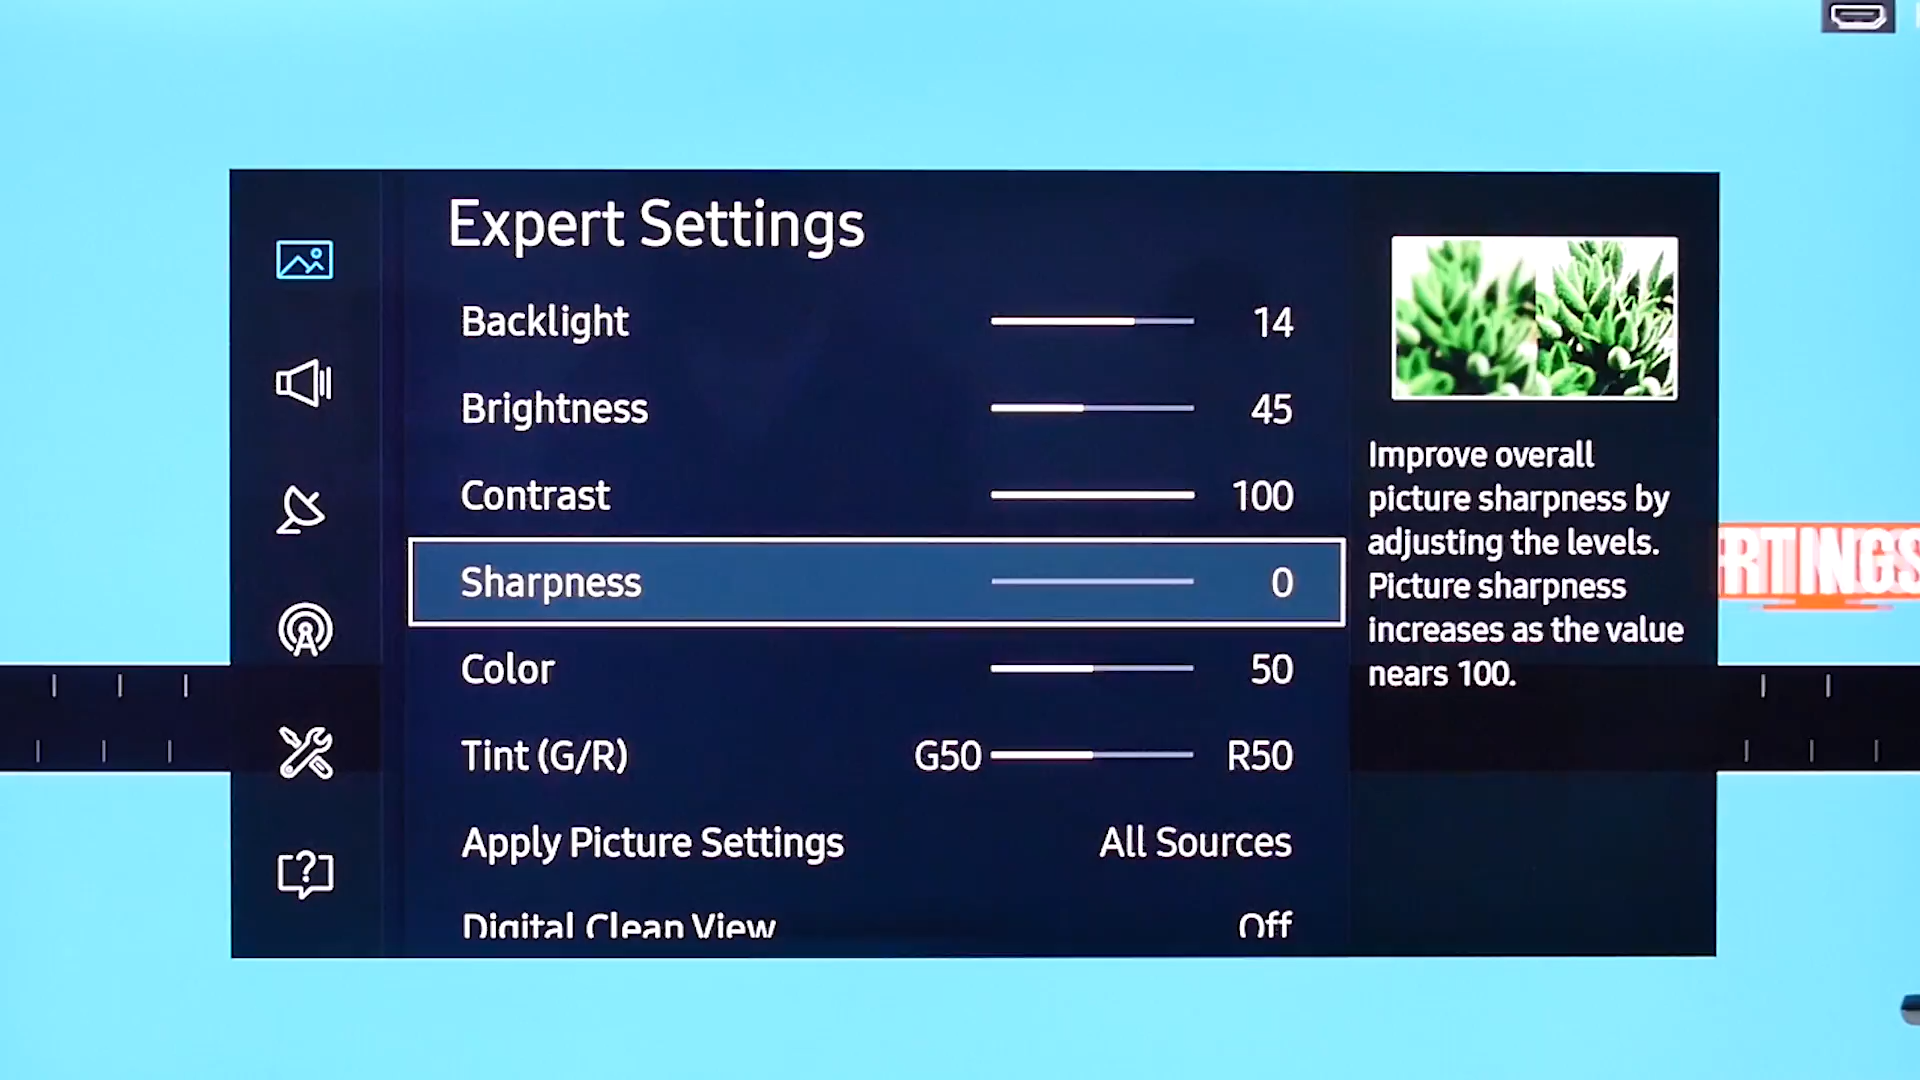 Expert Settings
Backlight 14
Brightness 45
Contrast 100
Sharpness 0
Color 50
Tint (G/R) G50 R50
Apply Picture Settings All Sources
Digital Clean View Off
Improve overall
picture sharpness by
adjusting the levels.
Picture sharpness
increases as the value
nears 100.
RTINGS